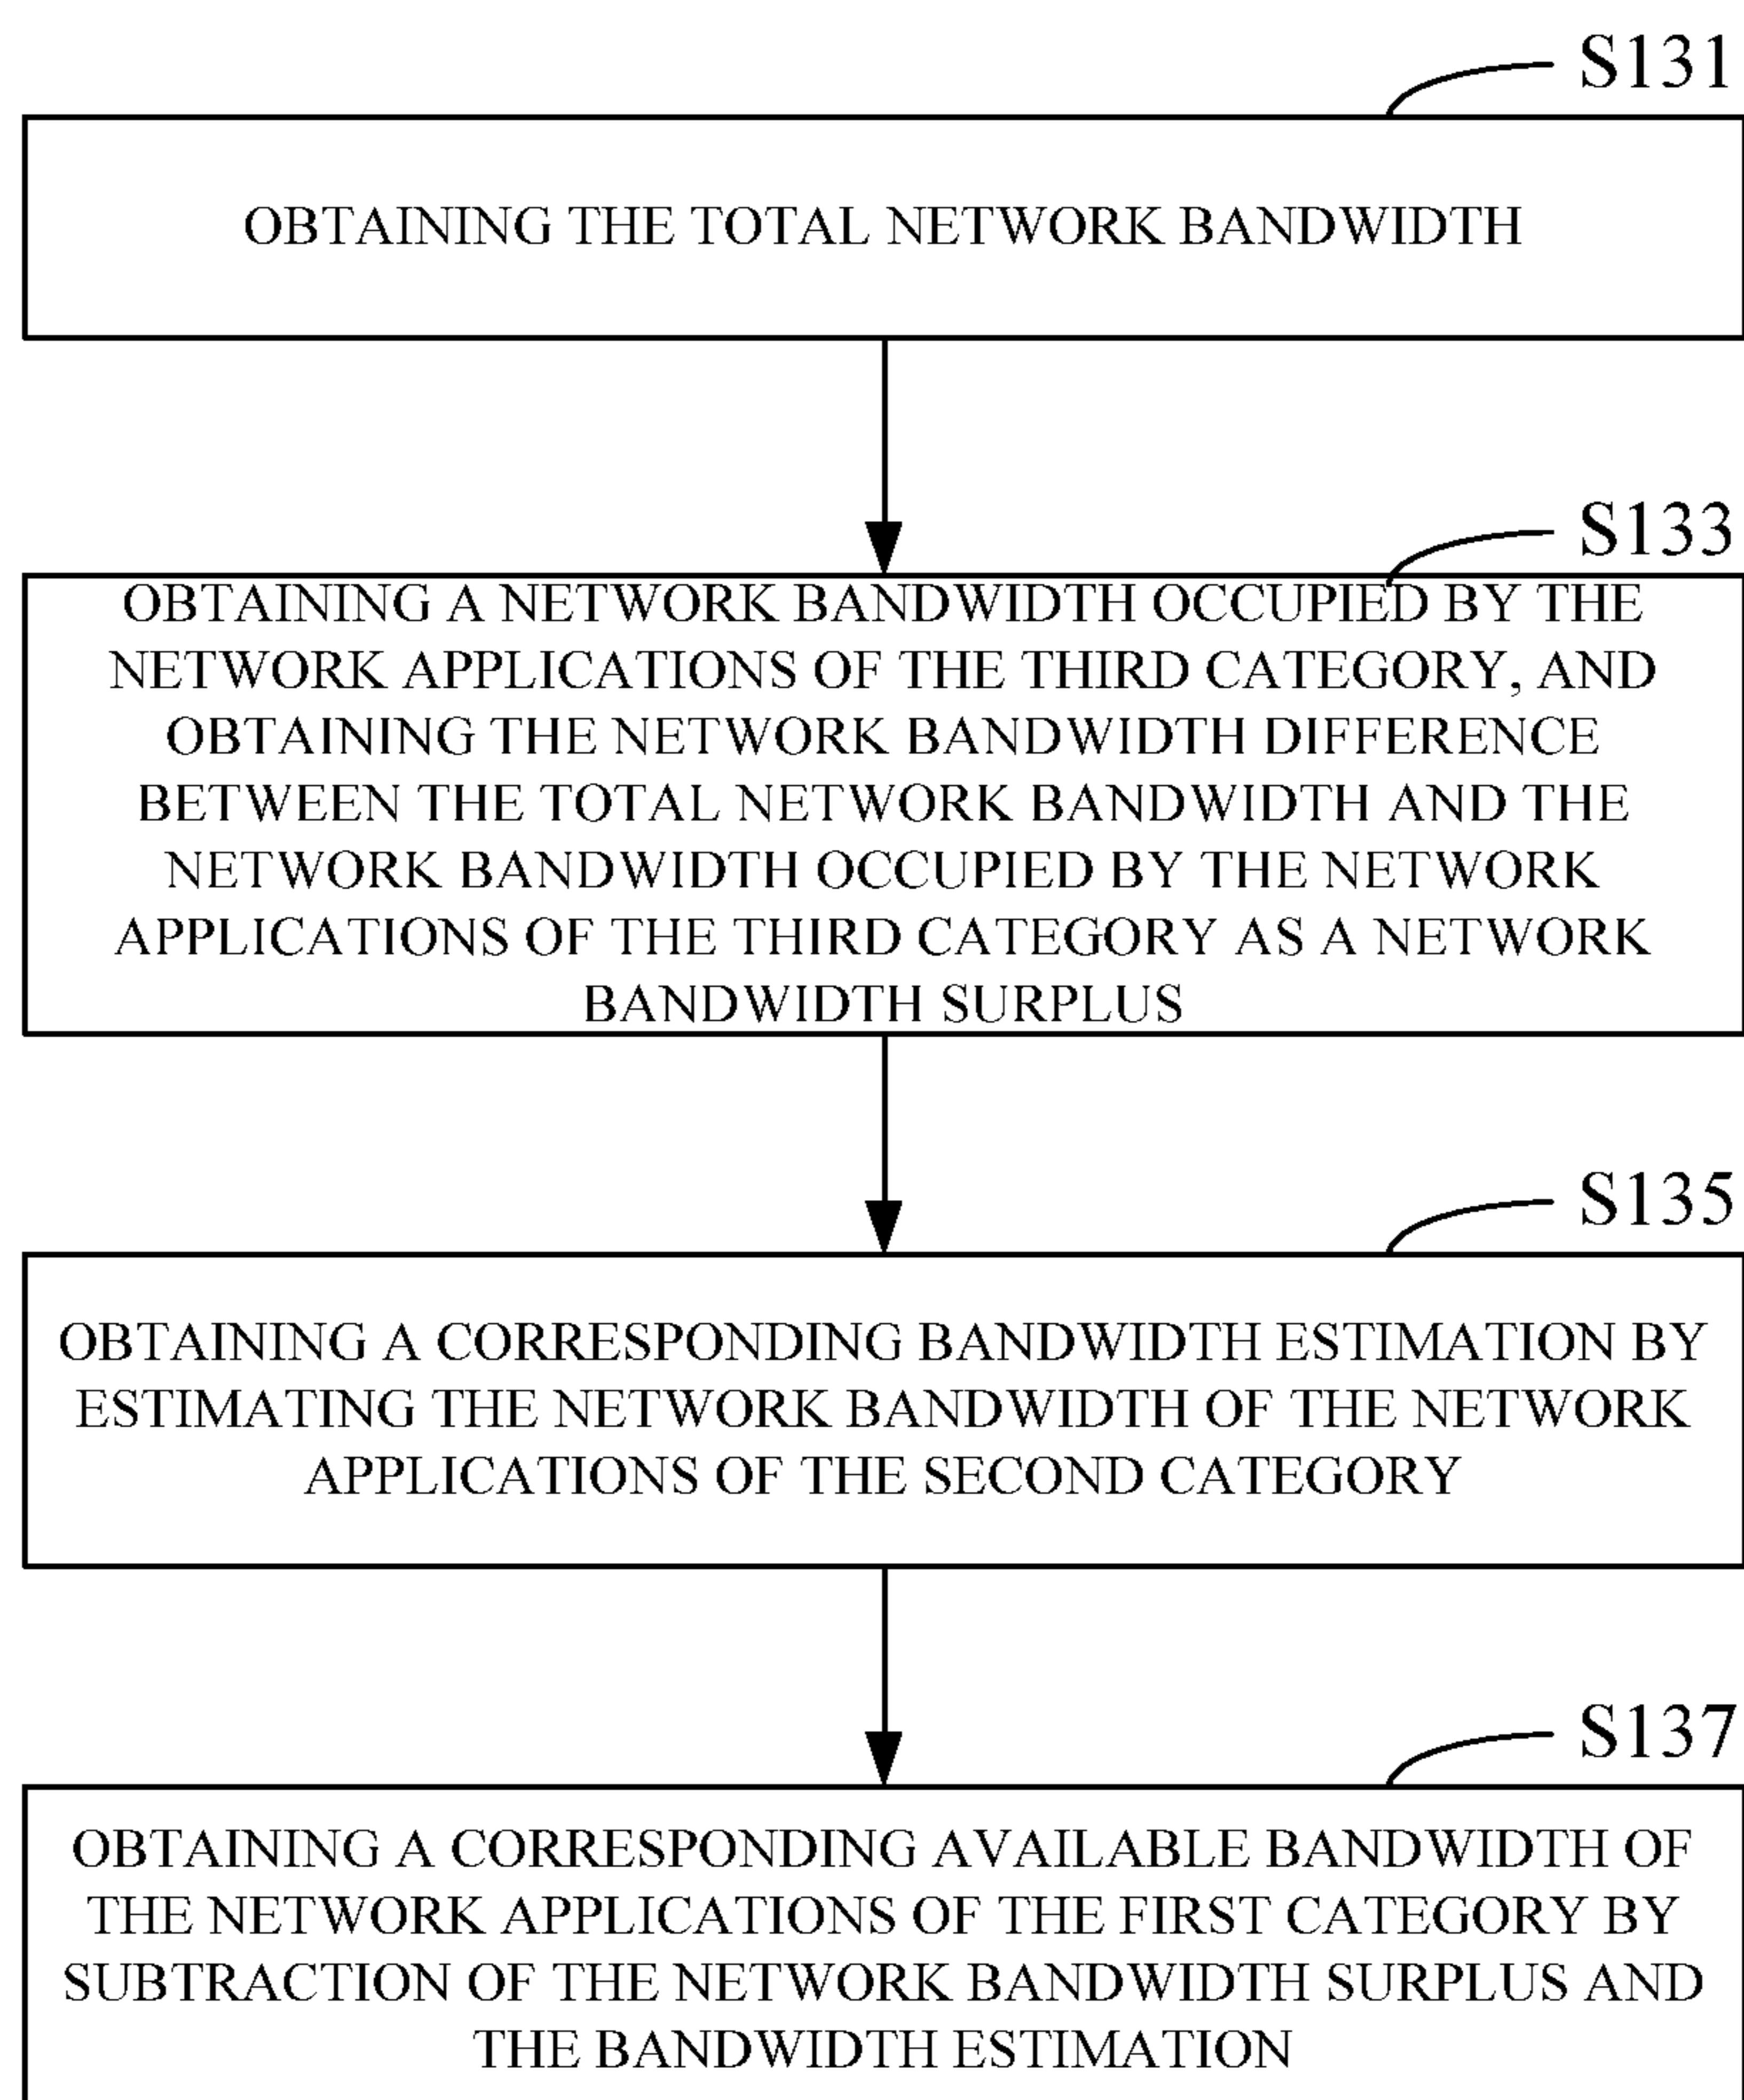 S131
OBTAINING THE TOTAL NETWORK BANDWIDTH
S133
OBTAINING A NETWORK BANDWIDTH OCCUPIED BY THE
NETWORK APPLICATIONS OF THE THIRD CATEGORY, AND
OBTAINING THE NETWORK BANDWIDTH DIFFERENCE
BETWEEN THE TOTAL NETWORK BANDWIDTH AND THE
NETWORK BANDWIDTH OCCUPIED BY THE NETWORK
APPLICATIONS OF THE THIRD CATEGORY AS A NETWORK
BANDWIDTH SURPLUS
S135
OBTAINING A CORRESPONDING BANDWIDTH ESTIMATION BY
ESTIMATING THE NETWORK BANDWIDTH OF THE NETWORK
APPLICATIONS OF THE SECOND CATEGORY
S137
OBTAINING A CORRESPONDING AVAILABLE BANDWIDTH OF
THE NETWORK APPLICATIONS OF THE FIRST CATEGORY BY
SUBTRACTION OF THE NETWORK BANDWIDTH SURPLUS AND
THE BANDWIDTH ESTIMATION